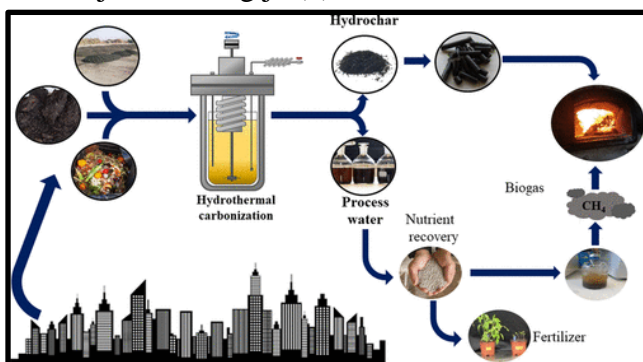 Hydrochar
Hydrothermal
carbonization
Process
water
Nutrient
recovery
Biogas
CH₄
Fertilizer